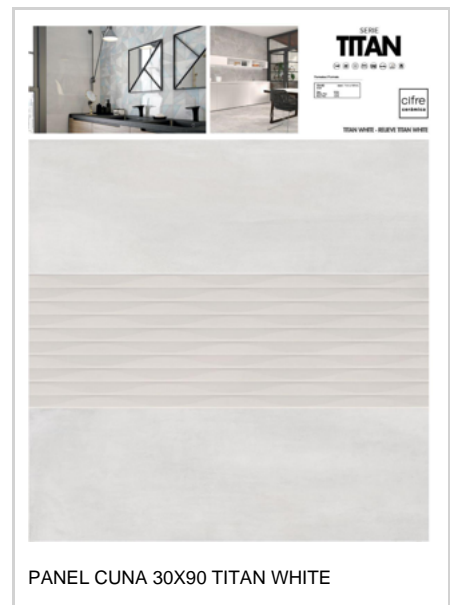 SERIE
TITAN
cifre
cerámica
TITAN WHITE - RELIEVE TITAN WHITE
PANEL CUNA 30X90 TITAN WHITE